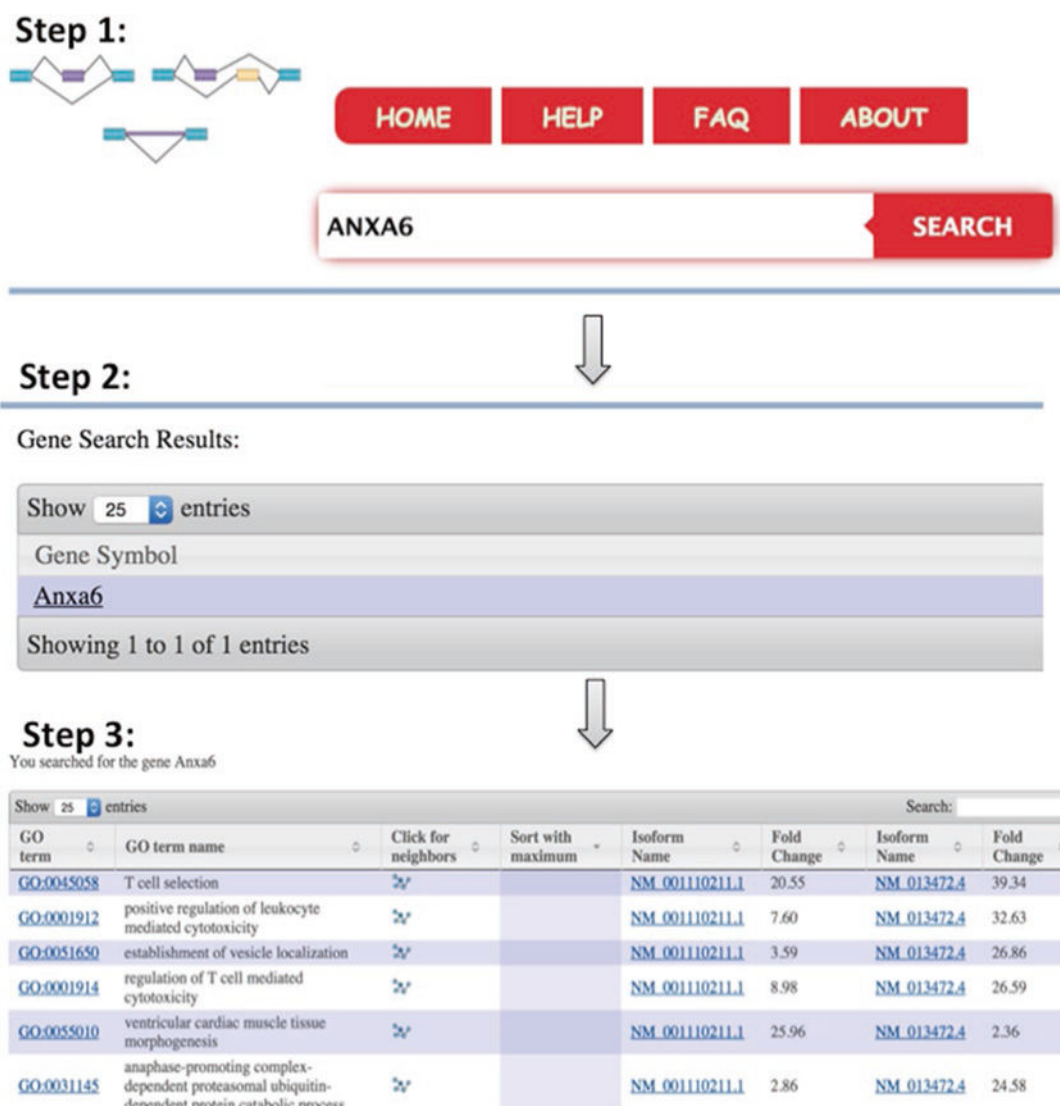 Step 1:
HOME HELP FAQ ABOUT
ANXA6 SEARCH
Step 2:
Gene Search Results:
Show 25 entries
Gene Symbol
Anxa6
Showing 1 to 1 of 1 entries
Step 3:
You searched for the gene Anxa6
Show 25 entries Search:
GO term GO term name Click for neighbors Sort with maximum Isoform Name Fold Change Isoform Name Fold Change
GO:0045058 T cell selection NM_001110211.1 20.55 NM_013472.4 39.34
GO:0001912 positive regulation of leukocyte mediated cytotoxicity NM_001110211.1 7.60 NM_013472.4 32.63
GO:0051650 establishment of vesicle localization NM_001110211.1 3.59 NM_013472.4 26.86
GO:0001914 regulation of T cell mediated cytotoxicity NM_001110211.1 8.98 NM_013472.4 26.59
GO:0055010 ventricular cardiac muscle tissue morphogenesis NM_001110211.1 25.96 NM_013472.4 2.36
GO:0031145 anaphase-promoting complex-dependent proteasomal ubiquitin-dependent protein catabolic process NM_001110211.1 2.86 NM_013472.4 24.58